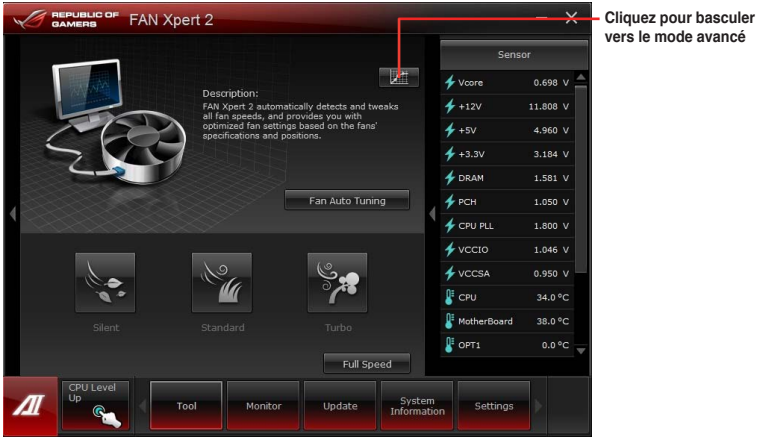 REPUBLIC OF
GAMERS
FAN Xpert 2
Cliquez pour basculer
vers le mode avancé
Description:
FAN Xpert 2 automatically detects and tweaks
all fan speeds, and provides you with
optimized fan settings based on the fans'
specifications and positions.
Fan Auto Tuning
Silent
Standard
Turbo
Full Speed
Sensor
Vcore 0.698 V
+12V 11.808 V
+5V 4.960 V
+3.3V 3.184 V
DRAM 1.581 V
PCH 1.050 V
CPU PLL 1.800 V
VCCIO 1.046 V
VCCSA 0.950 V
CPU 34.0 °C
MotherBoard 38.0 °C
OPT1 0.0 °C
CPU Level
Up
Tool
Monitor
Update
System
Information
Settings